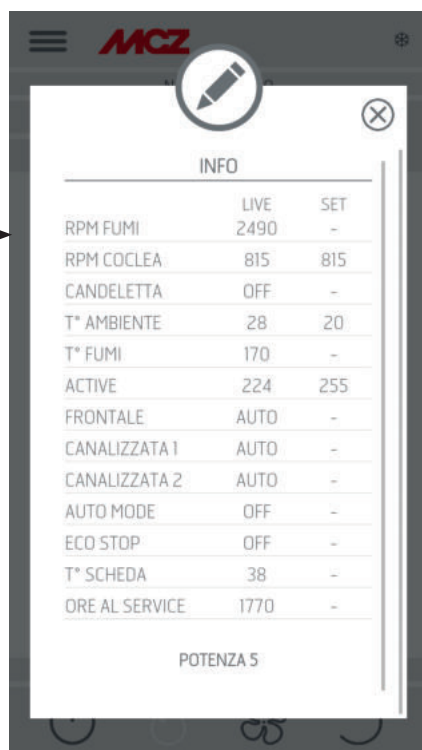 MCZ
INFO
LIVE SET
RPM FUMI 2490 -
RPM COCLEA 815 815
CANDELETTA OFF -
T° AMBIENTE 28 20
T° FUMI 170 -
ACTIVE 224 255
FRONTALE AUTO -
CANALIZZATA 1 AUTO -
CANALIZZATA 2 AUTO -
AUTO MODE OFF -
ECO STOP OFF -
T° SCHEDA 38 -
ORE AL SERVICE 1770 -
POTENZA 5